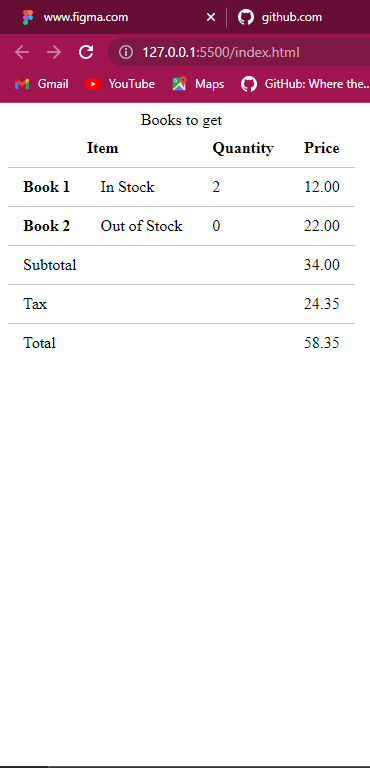 www.figma.com github.com
127.0.0.1:5500/index.html
Gmail YouTube Maps GitHub: Where the...
Books to get
Item Quantity Price
Book 1 In Stock 2 12.00
Book 2 Out of Stock 0 22.00
Subtotal 34.00
Tax 24.35
Total 58.35